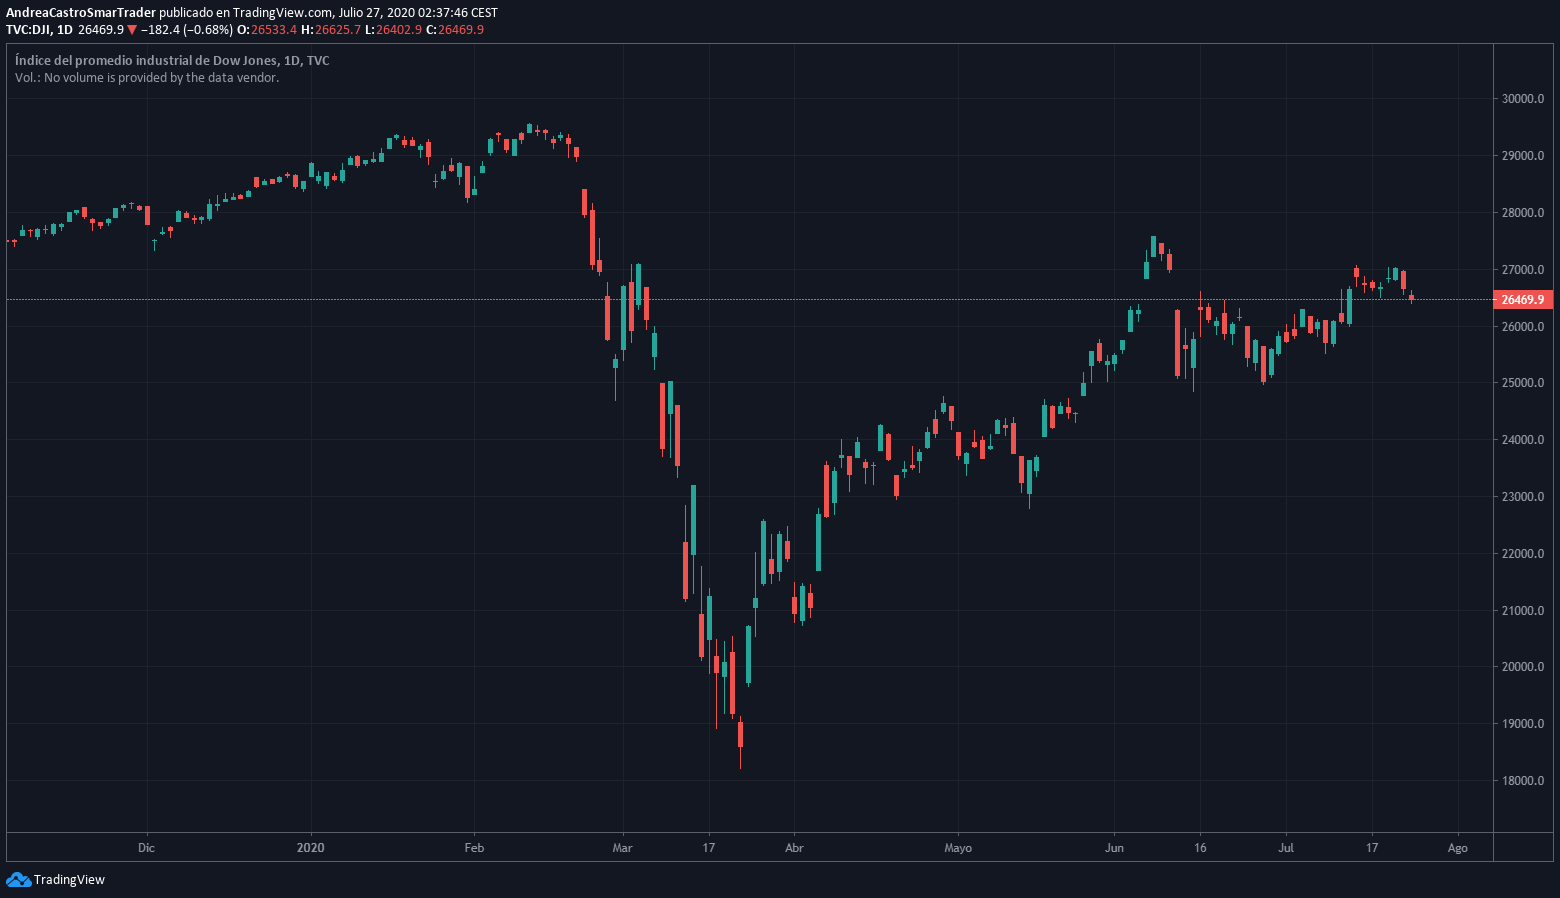 AndreaCastroSmarTrader publicado en TradingView.com, Julio 27, 2020 02:37:46 CEST
TVC:DJI, 1D 26469.9 ▼ −182.4 (−0.68%) O:26533.4 H:26625.7 L:26402.9 C:26469.9
Índice del promedio industrial de Dow Jones, 1D, TVC
Vol.: No volume is provided by the data vendor.
30000.0
29000.0
28000.0
27000.0
26469.9
26000.0
25000.0
24000.0
23000.0
22000.0
21000.0
20000.0
19000.0
18000.0
Dic 2020 Feb Mar 17 Abr Mayo Jun 16 Jul 17 Ago
TradingView